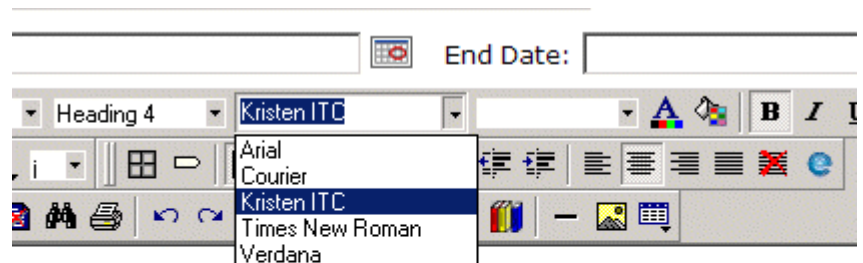 End Date:
Heading 4 Kristen ITC A B I U
Arial
i
Courier
Kristen ITC
Times New Roman
Verdana